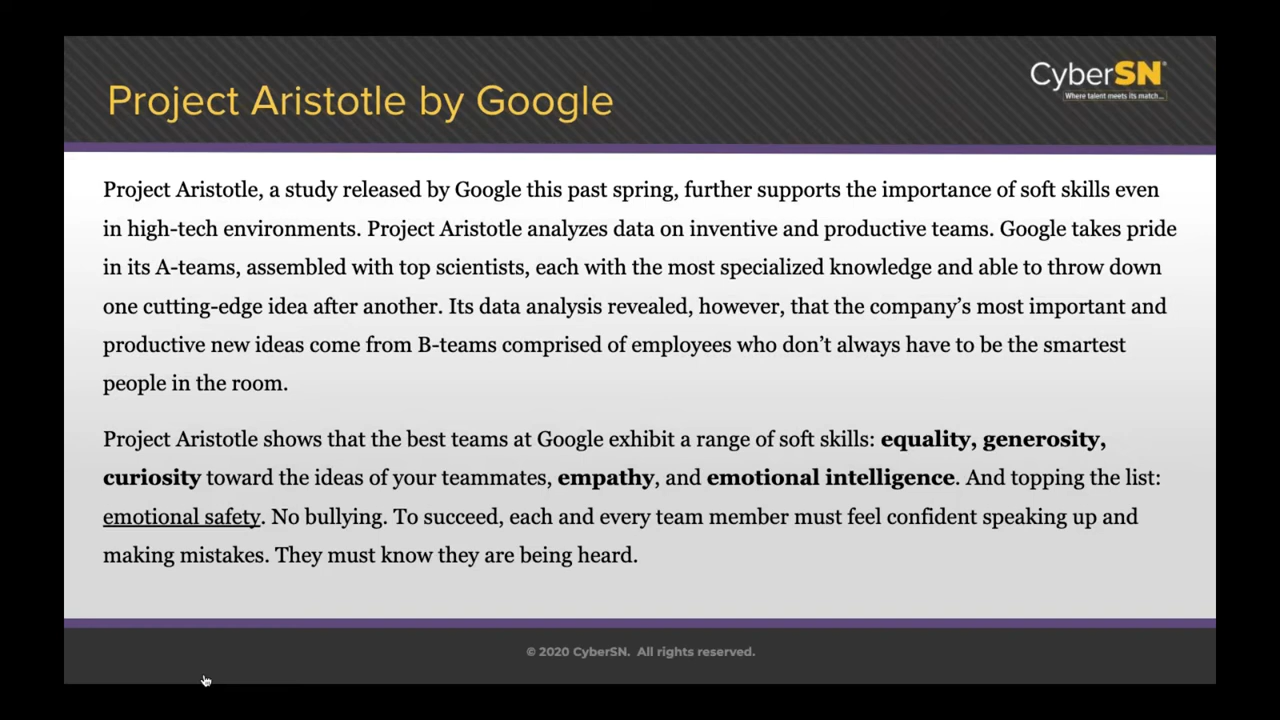 Project Aristotle by Google
CyberSN®
Where talent meets its match...
Project Aristotle, a study released by Google this past spring, further supports the importance of soft skills even
in high-tech environments. Project Aristotle analyzes data on inventive and productive teams. Google takes pride
in its A-teams, assembled with top scientists, each with the most specialized knowledge and able to throw down
one cutting-edge idea after another. Its data analysis revealed, however, that the company’s most important and
productive new ideas come from B-teams comprised of employees who don’t always have to be the smartest
people in the room.
Project Aristotle shows that the best teams at Google exhibit a range of soft skills: equality, generosity,
curiosity toward the ideas of your teammates, empathy, and emotional intelligence. And topping the list:
emotional safety. No bullying. To succeed, each and every team member must feel confident speaking up and
making mistakes. They must know they are being heard.
© 2020 CyberSN. All rights reserved.